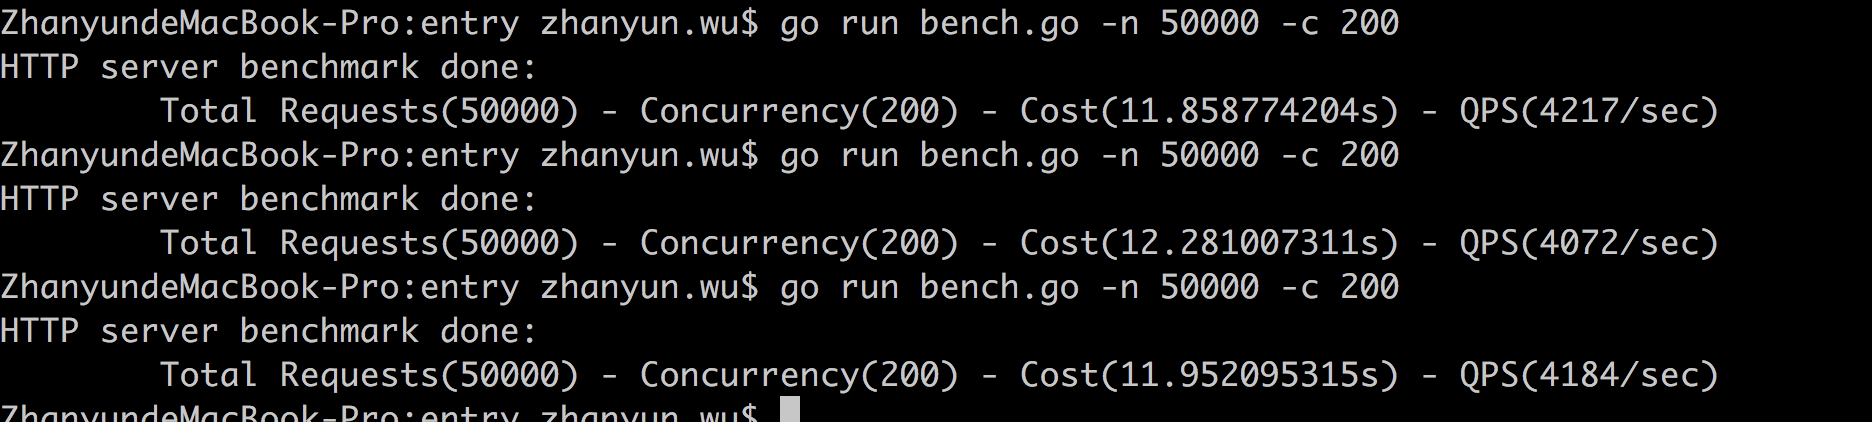 ZhanyundeMacBook-Pro:entry zhanyun.wu$ go run bench.go -n 50000 -c 200
HTTP server benchmark done:
Total Requests(50000) - Concurrency(200) - Cost(11.858774204s) - QPS(4217/sec)
ZhanyundeMacBook-Pro:entry zhanyun.wu$ go run bench.go -n 50000 -c 200
HTTP server benchmark done:
Total Requests(50000) - Concurrency(200) - Cost(12.281007311s) - QPS(4072/sec)
ZhanyundeMacBook-Pro:entry zhanyun.wu$ go run bench.go -n 50000 -c 200
HTTP server benchmark done:
Total Requests(50000) - Concurrency(200) - Cost(11.952095315s) - QPS(4184/sec)
ZhanyundeMacBook-Pro:entry zhanyun.wu$